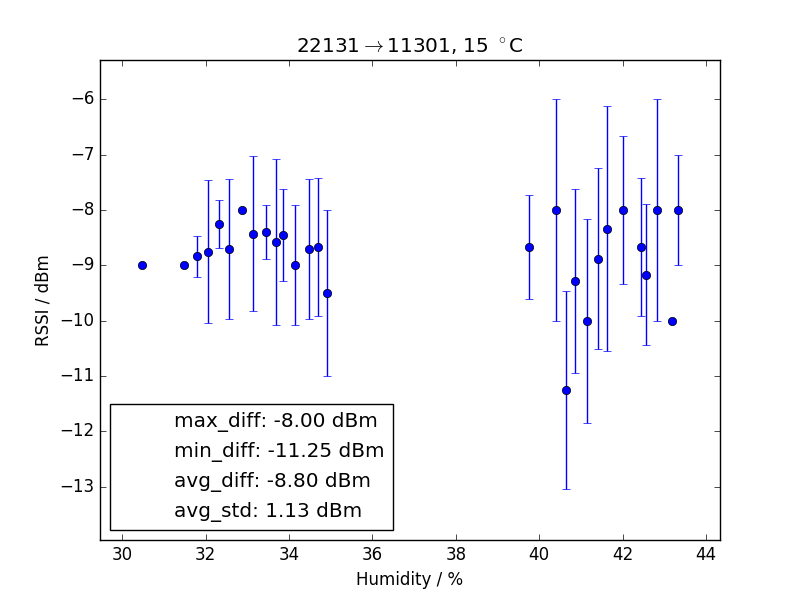 22131→11301, 15 °C
−6
−7
−8
−9
−10
−11
−12
−13
RSSI / dBm
max_diff: -8.00 dBm
min_diff: -11.25 dBm
avg_diff: -8.80 dBm
avg_std: 1.13 dBm
30 32 34 36 38 40 42 44
Humidity / %